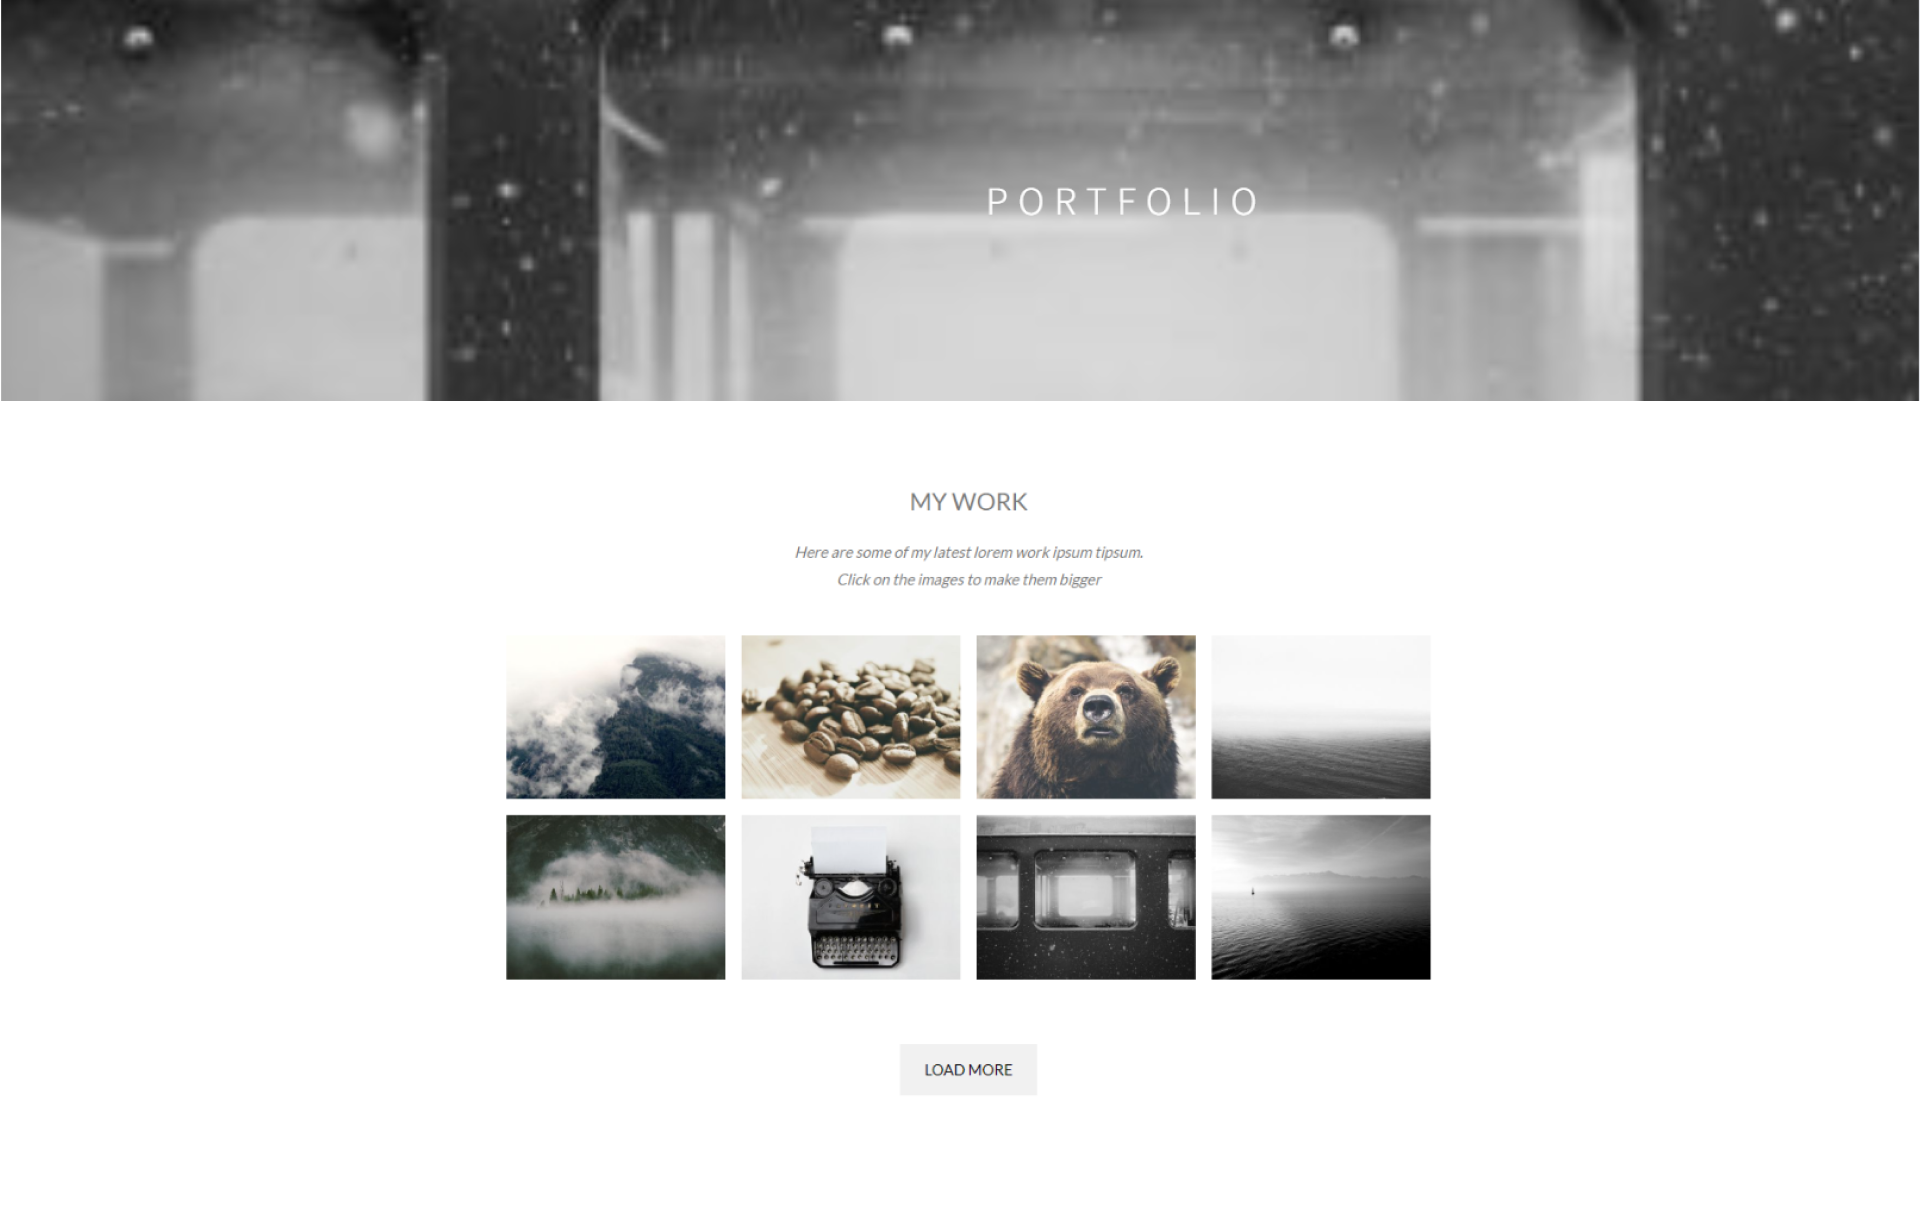 PORTFOLIO
MY WORK
Here are some of my latest lorem work ipsum tipsum.
Click on the images to make them bigger
LOAD MORE